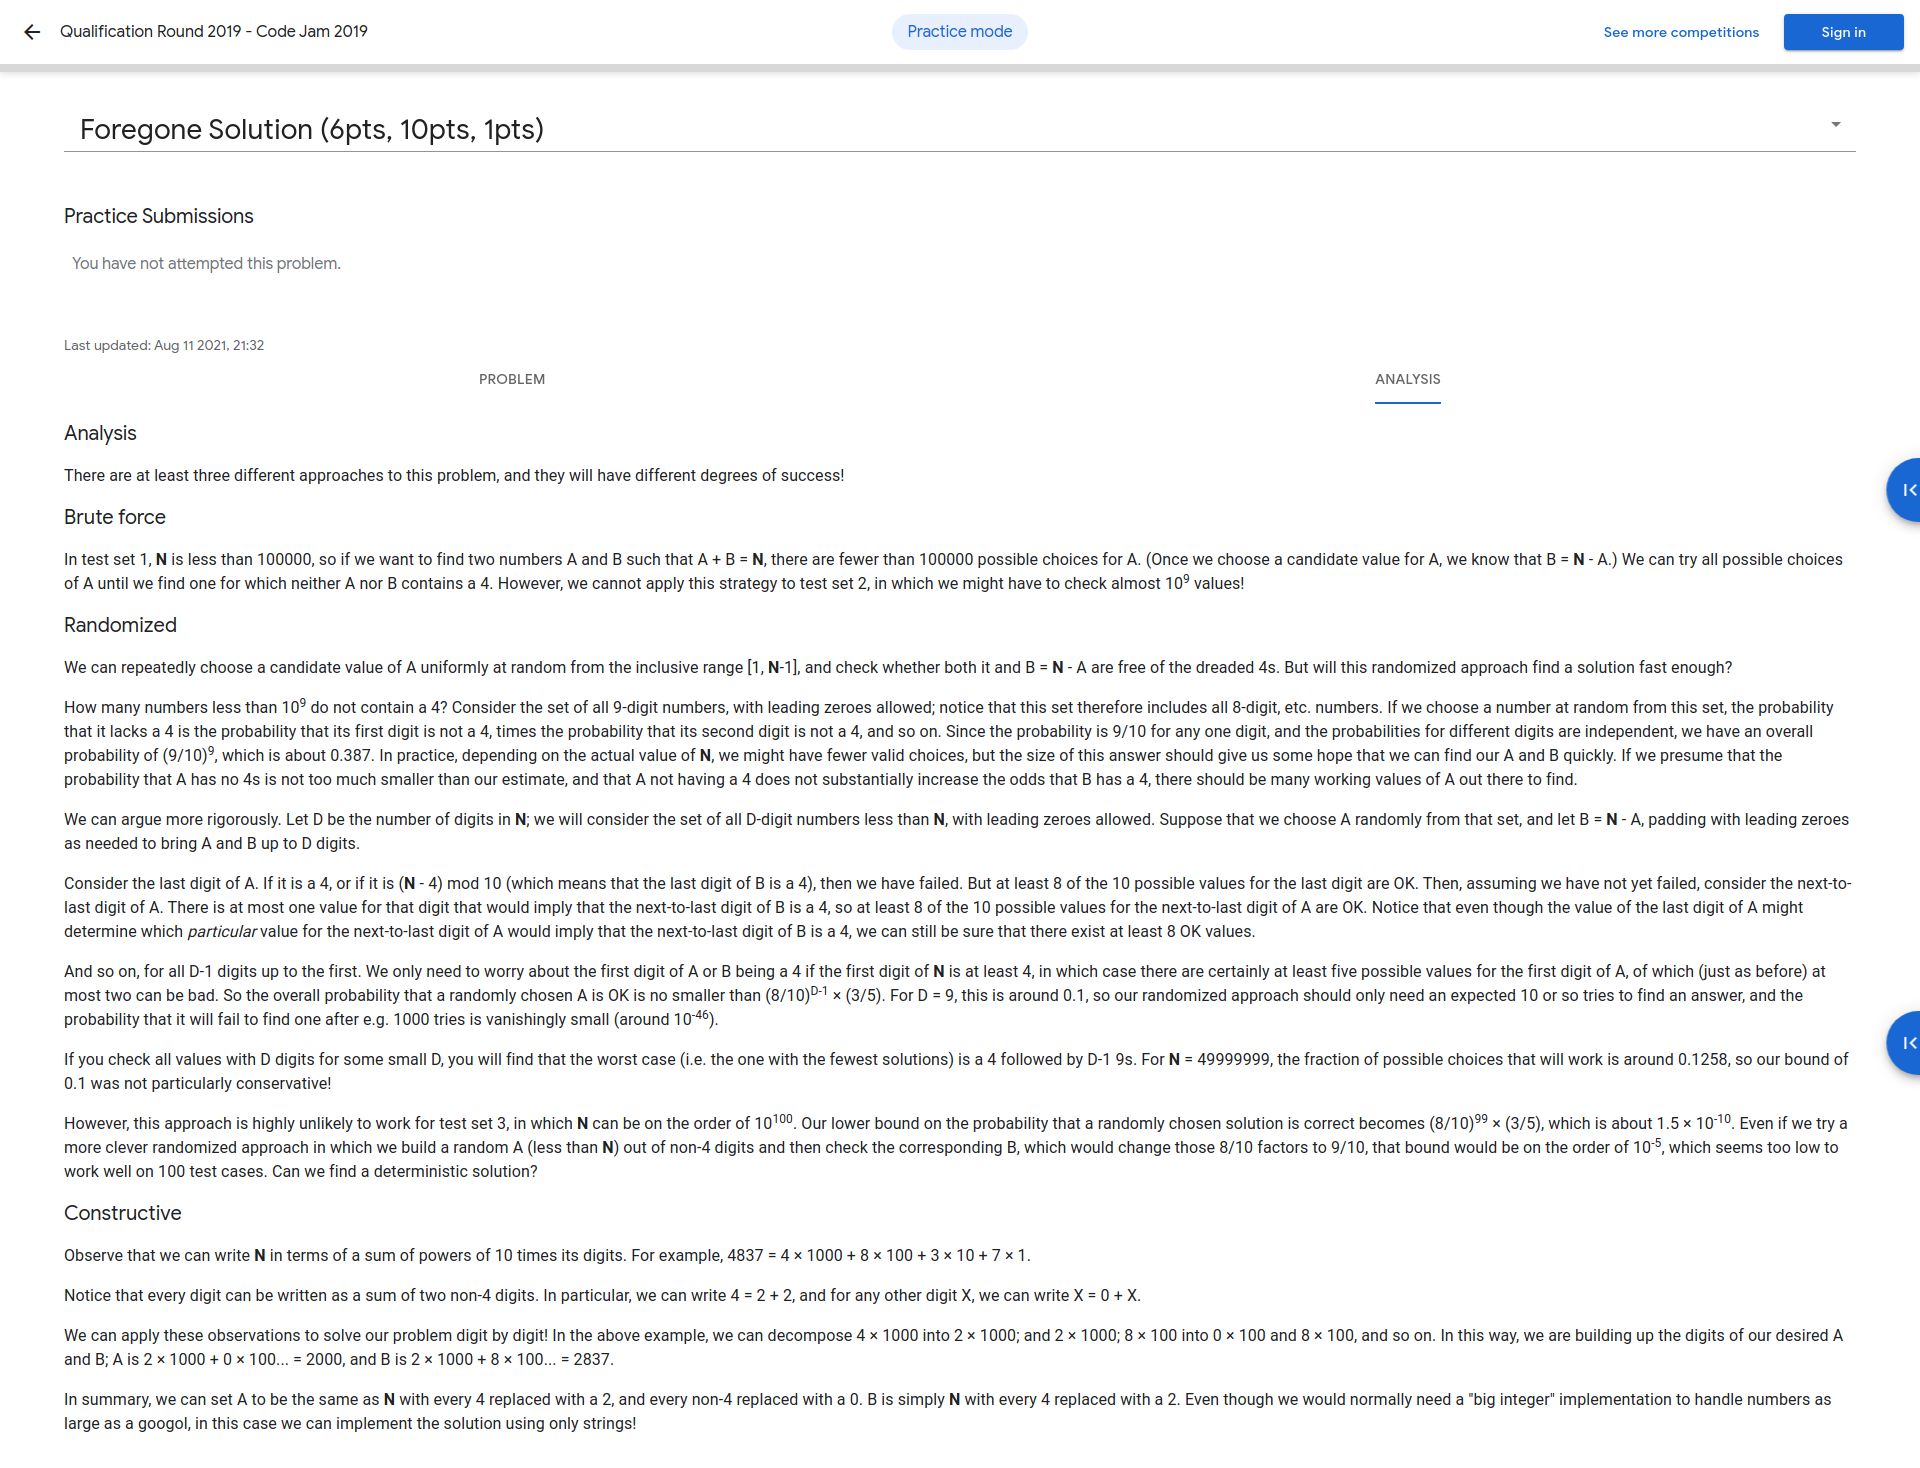 Qualification Round 2019 - Code Jam 2019
Practice mode
See more competitions
Sign in
Foregone Solution (6pts, 10pts, 1pts)
Practice Submissions
You have not attempted this problem.
Last updated: Aug 11 2021, 21:32
PROBLEM
ANALYSIS
Analysis
There are at least three different approaches to this problem, and they will have different degrees of success!
Brute force
In test set 1, N is less than 100000, so if we want to find two numbers A and B such that A + B = N, there are fewer than 100000 possible choices for A. (Once we choose a candidate value for A, we know that B = N - A.) We can try all possible choices
of A until we find one for which neither A nor B contains a 4. However, we cannot apply this strategy to test set 2, in which we might have to check almost 10⁹ values!
Randomized
We can repeatedly choose a candidate value of A uniformly at random from the inclusive range [1, N-1], and check whether both it and B = N - A are free of the dreaded 4s. But will this randomized approach find a solution fast enough?
How many numbers less than 10⁹ do not contain a 4? Consider the set of all 9-digit numbers, with leading zeroes allowed; notice that this set therefore includes all 8-digit, etc. numbers. If we choose a number at random from this set, the probability
that it lacks a 4 is the probability that its first digit is not a 4, times the probability that its second digit is not a 4, and so on. Since the probability is 9/10 for any one digit, and the probabilities for different digits are independent, we have an overall
probability of (9/10)⁹, which is about 0.387. In practice, depending on the actual value of N, we might have fewer valid choices, but the size of this answer should give us some hope that we can find our A and B quickly. If we presume that the
probability that A has no 4s is not too much smaller than our estimate, and that A not having a 4 does not substantially increase the odds that B has a 4, there should be many working values of A out there to find.
We can argue more rigorously. Let D be the number of digits in N; we will consider the set of all D-digit numbers less than N, with leading zeroes allowed. Suppose that we choose A randomly from that set, and let B = N - A, padding with leading zeroes
as needed to bring A and B up to D digits.
Consider the last digit of A. If it is a 4, or if it is (N - 4) mod 10 (which means that the last digit of B is a 4), then we have failed. But at least 8 of the 10 possible values for the last digit are OK. Then, assuming we have not yet failed, consider the next-to-
last digit of A. There is at most one value for that digit that would imply that the next-to-last digit of B is a 4, so at least 8 of the 10 possible values for the next-to-last digit of A are OK. Notice that even though the value of the last digit of A might
determine which particular value for the next-to-last digit of A would imply that the next-to-last digit of B is a 4, we can still be sure that there exist at least 8 OK values.
And so on, for all D-1 digits up to the first. We only need to worry about the first digit of A or B being a 4 if the first digit of N is at least 4, in which case there are certainly at least five possible values for the first digit of A, of which (just as before) at
most two can be bad. So the overall probability that a randomly chosen A is OK is no smaller than (8/10)ᴰ⁻¹ × (3/5). For D = 9, this is around 0.1, so our randomized approach should only need an expected 10 or so tries to find an answer, and the
probability that it will fail to find one after e.g. 1000 tries is vanishingly small (around 10⁻⁴⁶).
If you check all values with D digits for some small D, you will find that the worst case (i.e. the one with the fewest solutions) is a 4 followed by D-1 9s. For N = 49999999, the fraction of possible choices that will work is around 0.1258, so our bound of
0.1 was not particularly conservative!
However, this approach is highly unlikely to work for test set 3, in which N can be on the order of 10¹⁰⁰. Our lower bound on the probability that a randomly chosen solution is correct becomes (8/10)⁹⁹ × (3/5), which is about 1.5 × 10⁻¹⁰. Even if we try a
more clever randomized approach in which we build a random A (less than N) out of non-4 digits and then check the corresponding B, which would change those 8/10 factors to 9/10, that bound would be on the order of 10⁻⁵, which seems too low to
work well on 100 test cases. Can we find a deterministic solution?
Constructive
Observe that we can write N in terms of a sum of powers of 10 times its digits. For example, 4837 = 4 × 1000 + 8 × 100 + 3 × 10 + 7 × 1.
Notice that every digit can be written as a sum of two non-4 digits. In particular, we can write 4 = 2 + 2, and for any other digit X, we can write X = 0 + X.
We can apply these observations to solve our problem digit by digit! In the above example, we can decompose 4 × 1000 into 2 × 1000; and 2 × 1000; 8 × 100 into 0 × 100 and 8 × 100, and so on. In this way, we are building up the digits of our desired A
and B; A is 2 × 1000 + 0 × 100... = 2000, and B is 2 × 1000 + 8 × 100... = 2837.
In summary, we can set A to be the same as N with every 4 replaced with a 2, and every non-4 replaced with a 0. B is simply N with every 4 replaced with a 2. Even though we would normally need a "big integer" implementation to handle numbers as
large as a googol, in this case we can implement the solution using only strings!